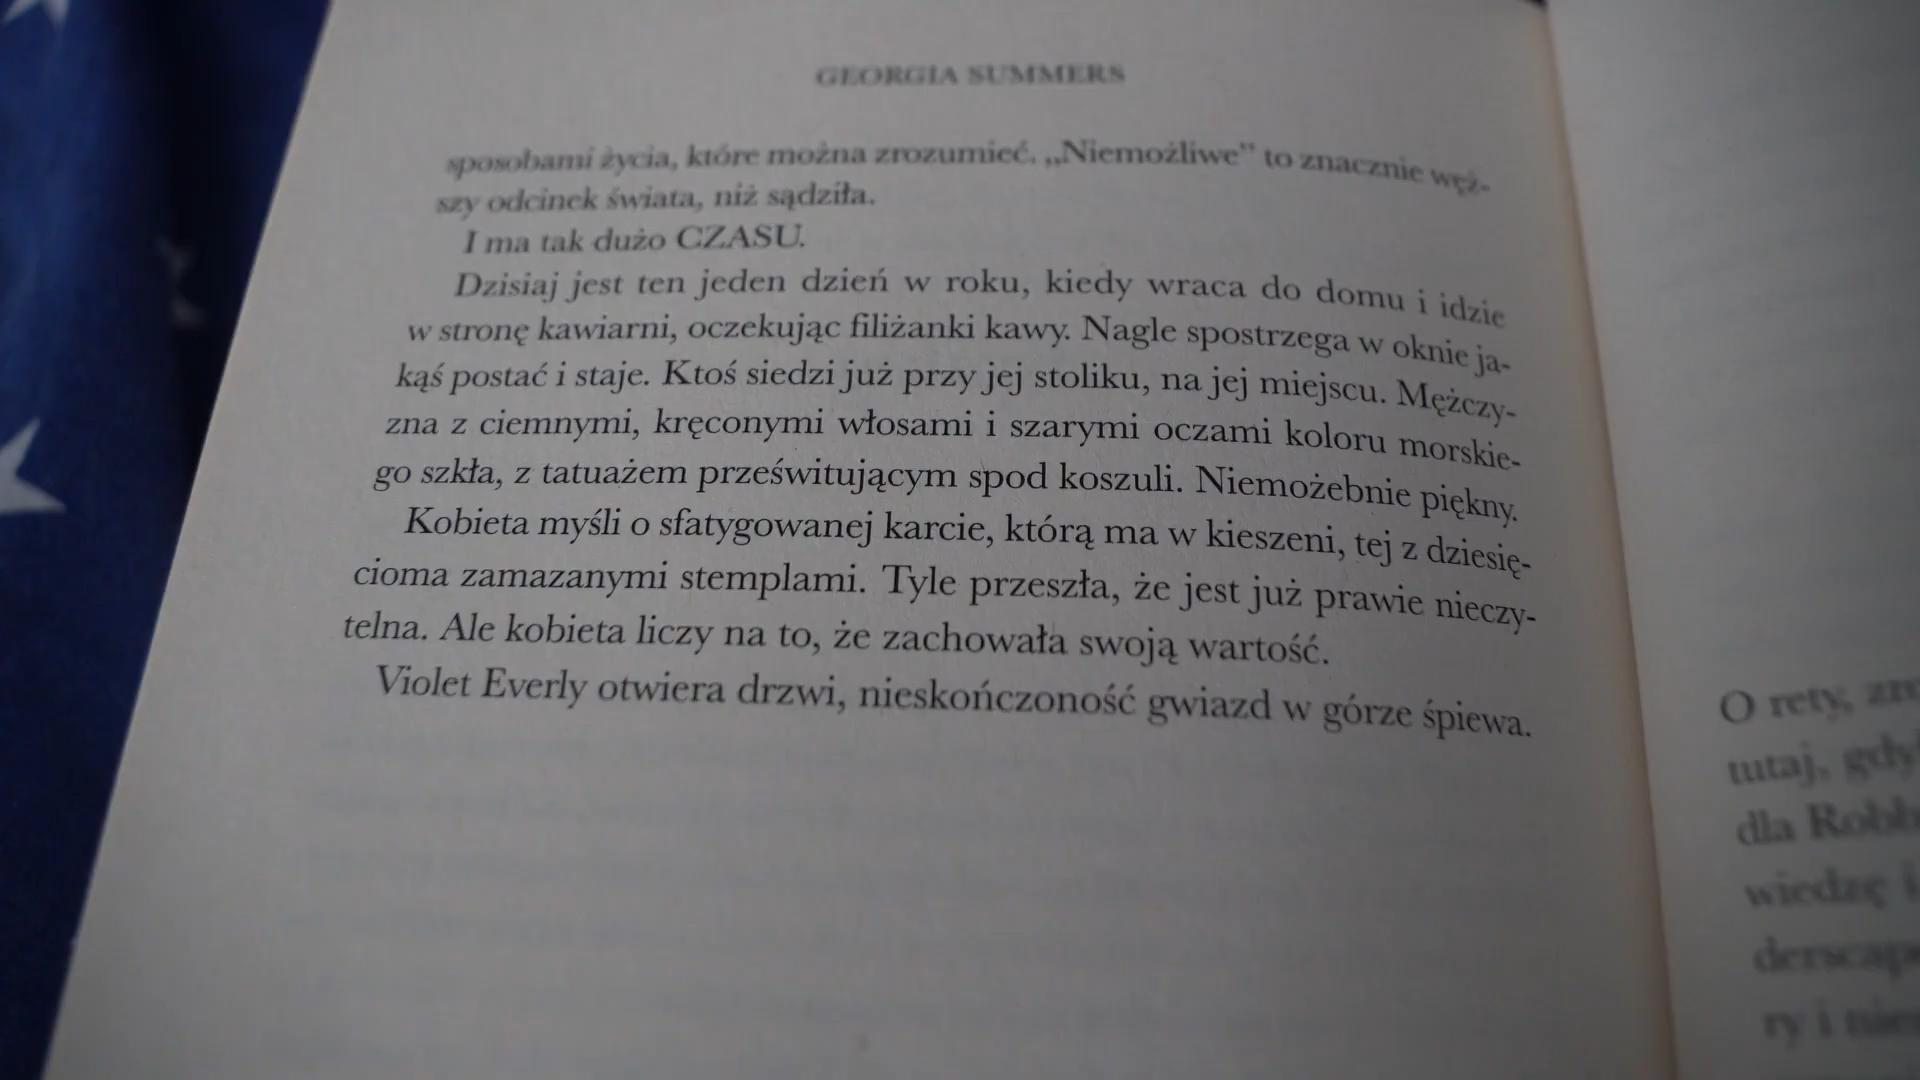 GEORGIA SUMMERS
sposobami życia, które można zrozumieć. „Niemożliwe” to znacznie węż-
szy odcinek świata, niż sądziła.
I ma tak dużo CZASU.
Dzisiaj jest ten jeden dzień w roku, kiedy wraca do domu i idzie
w stronę kawiarni, oczekując filiżanki kawy. Nagle spostrzega w oknie ja-
kąś postać i staje. Ktoś siedzi już przy jej stoliku, na jej miejscu. Mężczy-
zna z ciemnymi, kręconymi włosami i szarymi oczami koloru morskie-
go szkła, z tatuażem prześwitującym spod koszuli. Niemożebnie piękny.
Kobieta myśli o sfatygowanej karcie, którą ma w kieszeni, tej z dziesię-
cioma zamazanymi stemplami. Tyle przeszła, że jest już prawie nieczy-
telna. Ale kobieta liczy na to, że zachowała swoją wartość.
Violet Everly otwiera drzwi, nieskończoność gwiazd w górze śpiewa.
O rety,
tutaj,
dla
wiedzę
ry i